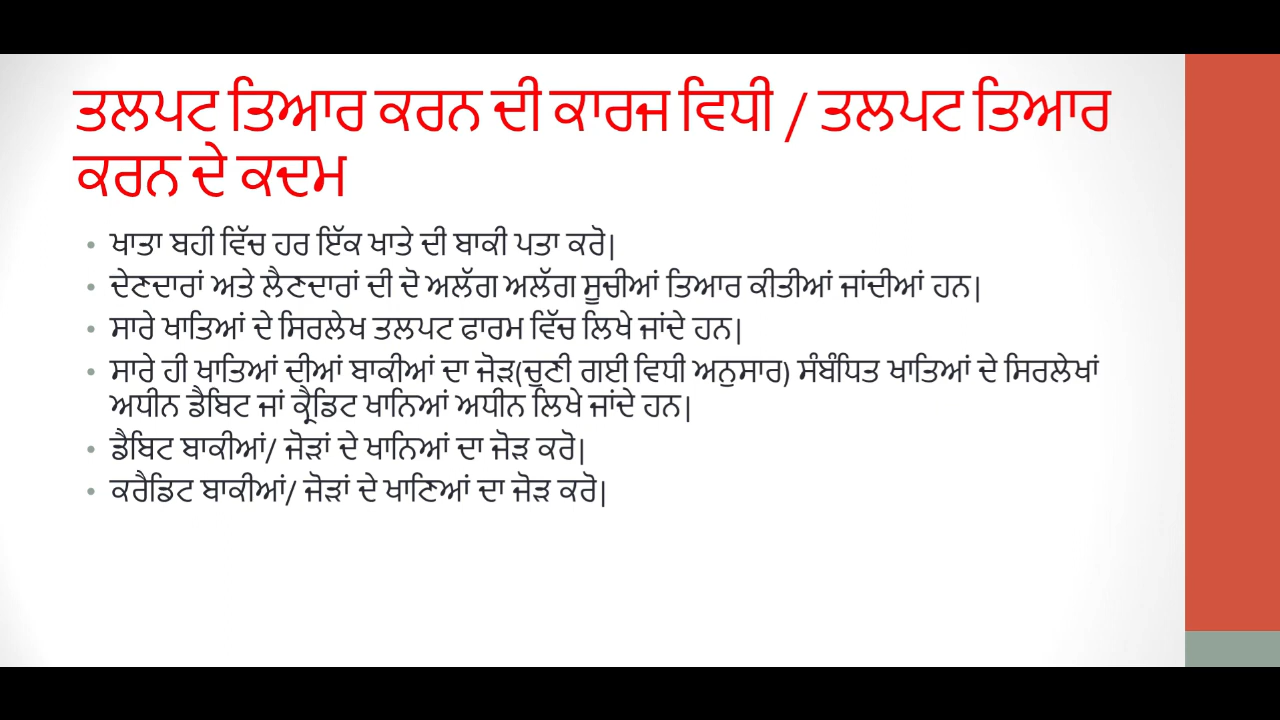 ਤਲਪਟ ਤਿਆਰ ਕਰਨ ਦੀ ਕਾਰਜ ਵਿਧੀ / ਤਲਪਟ ਤਿਆਰ
ਕਰਨ ਦੇ ਕਦਮ
• ਖਾਤਾ ਬਹੀ ਵਿੱਚ ਹਰ ਇੱਕ ਖਾਤੇ ਦੀ ਬਾਕੀ ਪਤਾ ਕਰੋ|
• ਦੇਣਦਾਰਾਂ ਅਤੇ ਲੈਣਦਾਰਾਂ ਦੀ ਦੋ ਅਲੱਗ ਅਲੱਗ ਸੂਚੀਆਂ ਤਿਆਰ ਕੀਤੀਆਂ ਜਾਂਦੀਆਂ ਹਨ|
• ਸਾਰੇ ਖਾਤਿਆਂ ਦੇ ਸਿਰਲੇਖ ਤਲਪਟ ਫਾਰਮ ਵਿੱਚ ਲਿਖੇ ਜਾਂਦੇ ਹਨ|
• ਸਾਰੇ ਹੀ ਖਾਤਿਆਂ ਦੀਆਂ ਬਾਕੀਆਂ ਦਾ ਜੋੜ(ਚੁਣੀ ਗਈ ਵਿਧੀ ਅਨੁਸਾਰ) ਸੰਬੰਧਿਤ ਖਾਤਿਆਂ ਦੇ ਸਿਰਲੇਖਾਂ
ਅਧੀਨ ਡੈਬਿਟ ਜਾਂ ਕ੍ਰੈਡਿਟ ਖਾਨਿਆਂ ਅਧੀਨ ਲਿਖੇ ਜਾਂਦੇ ਹਨ|
• ਡੈਬਿਟ ਬਾਕੀਆਂ/ ਜੋੜਾਂ ਦੇ ਖਾਨਿਆਂ ਦਾ ਜੋੜ ਕਰੋ|
• ਕਰੈਡਿਟ ਬਾਕੀਆਂ/ ਜੋੜਾਂ ਦੇ ਖਾਣਿਆਂ ਦਾ ਜੋੜ ਕਰੋ|